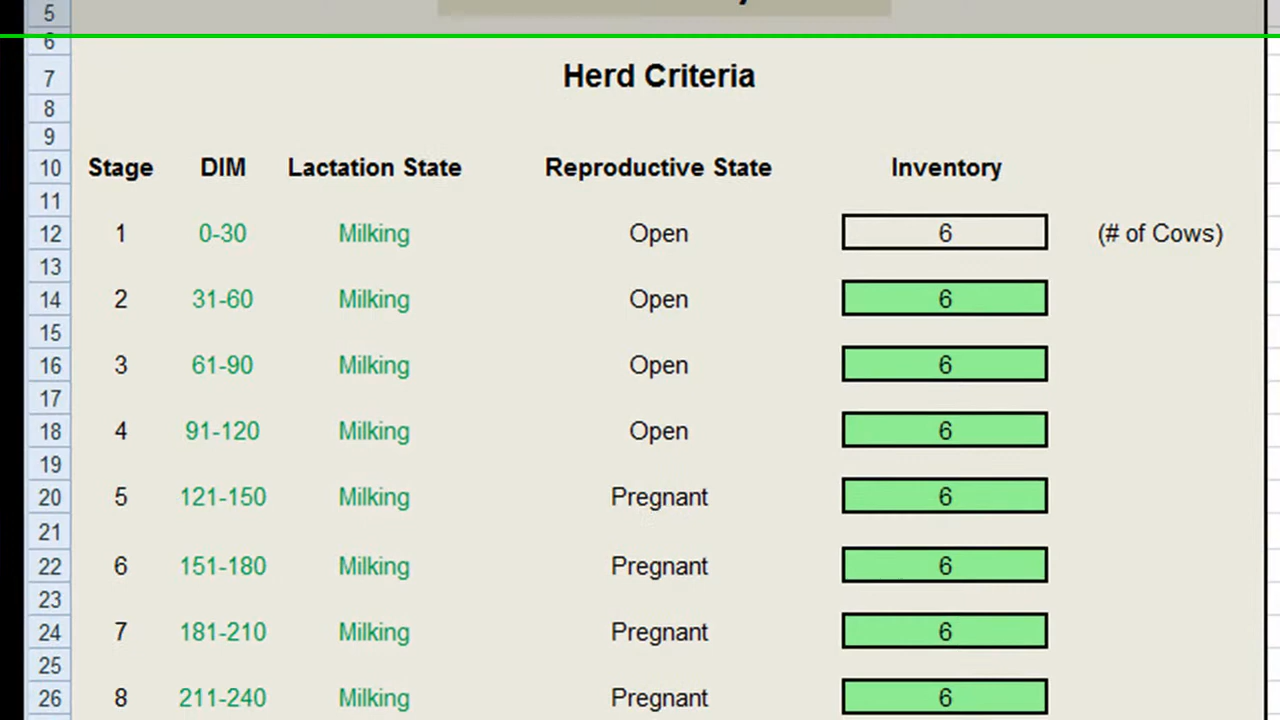 5
6
7 Herd Criteria
8
9
10 Stage DIM Lactation State Reproductive State Inventory
11
12 1 0-30 Milking Open 6 (# of Cows)
13
14 2 31-60 Milking Open 6
15
16 3 61-90 Milking Open 6
17
18 4 91-120 Milking Open 6
19
20 5 121-150 Milking Pregnant 6
21
22 6 151-180 Milking Pregnant 6
23
24 7 181-210 Milking Pregnant 6
25
26 8 211-240 Milking Pregnant 6